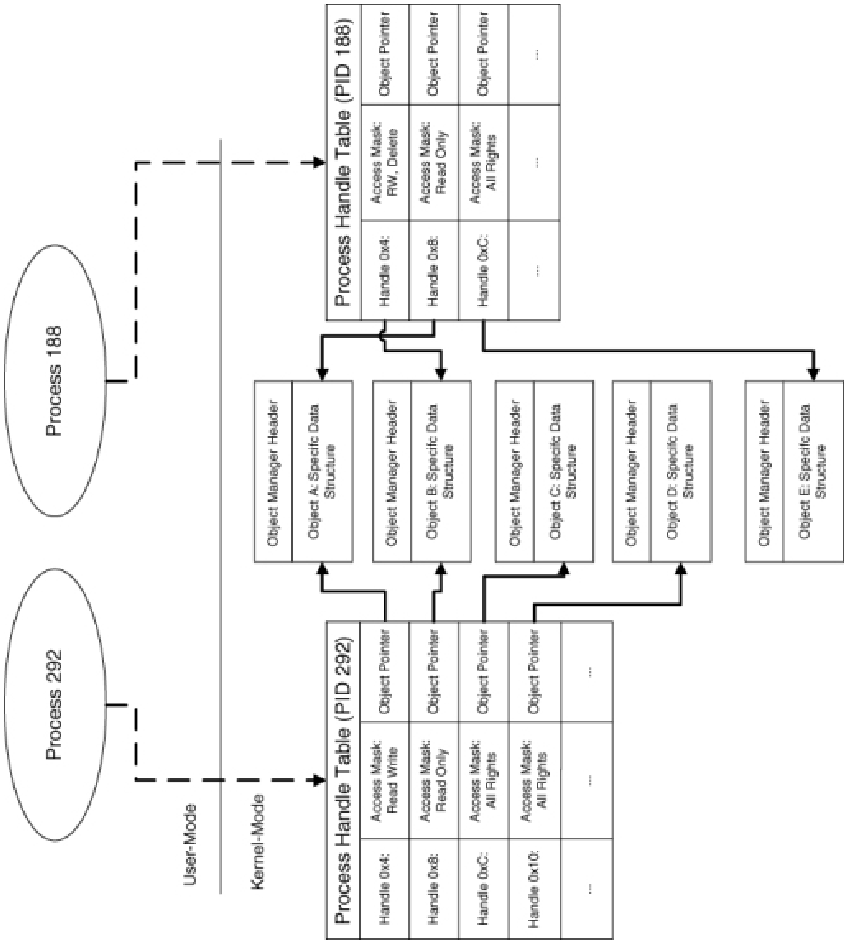 Process 292
Process 188
User-Mode
Kernel-Mode
Process Handle Table (PID 292)
Handle 0x4:
Access Mask:
Read Write
Object Pointer
Handle 0x8:
Access Mask:
Read Only
Object Pointer
Handle 0xC:
Access Mask:
All Rights
Object Pointer
Handle 0x10:
Access Mask:
All Rights
Object Pointer
...
...
...
Object Manager Header
Object A: Specifc Data
Structure
Object Manager Header
Object B: Specifc Data
Structure
Object Manager Header
Object C: Specifc Data
Structure
Object Manager Header
Object D: Specifc Data
Structure
Object Manager Header
Object E: Specifc Data
Structure
Process Handle Table (PID 188)
Handle 0x4:
Access Mask:
RW, Delete
Object Pointer
Handle 0x8:
Access Mask:
Read Only
Object Pointer
Handle 0xC:
Access Mask:
All Rights
Object Pointer
...
...
...